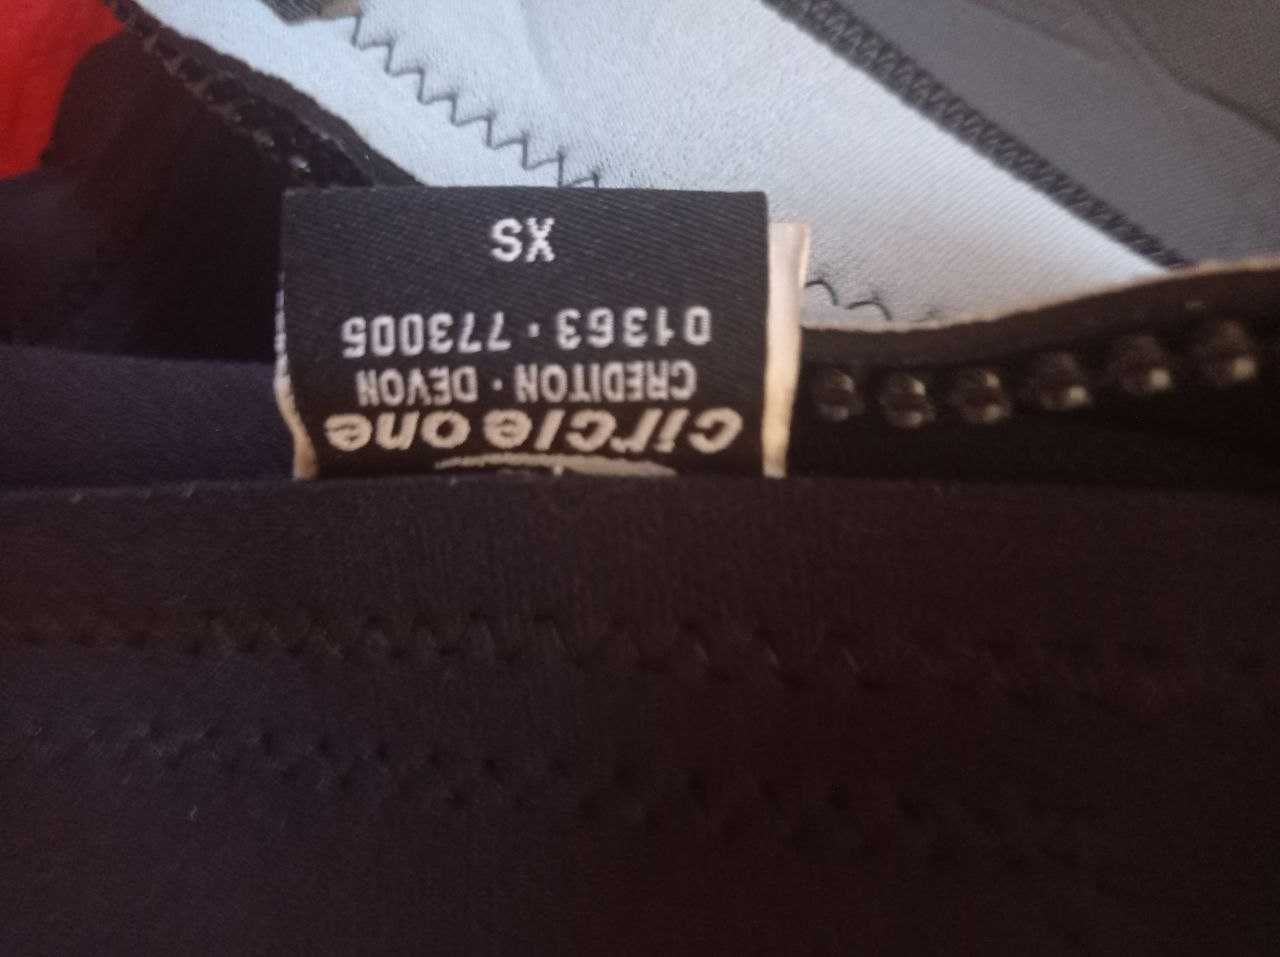 circle one
CREDITON · DEVON
01363 · 773005
XS